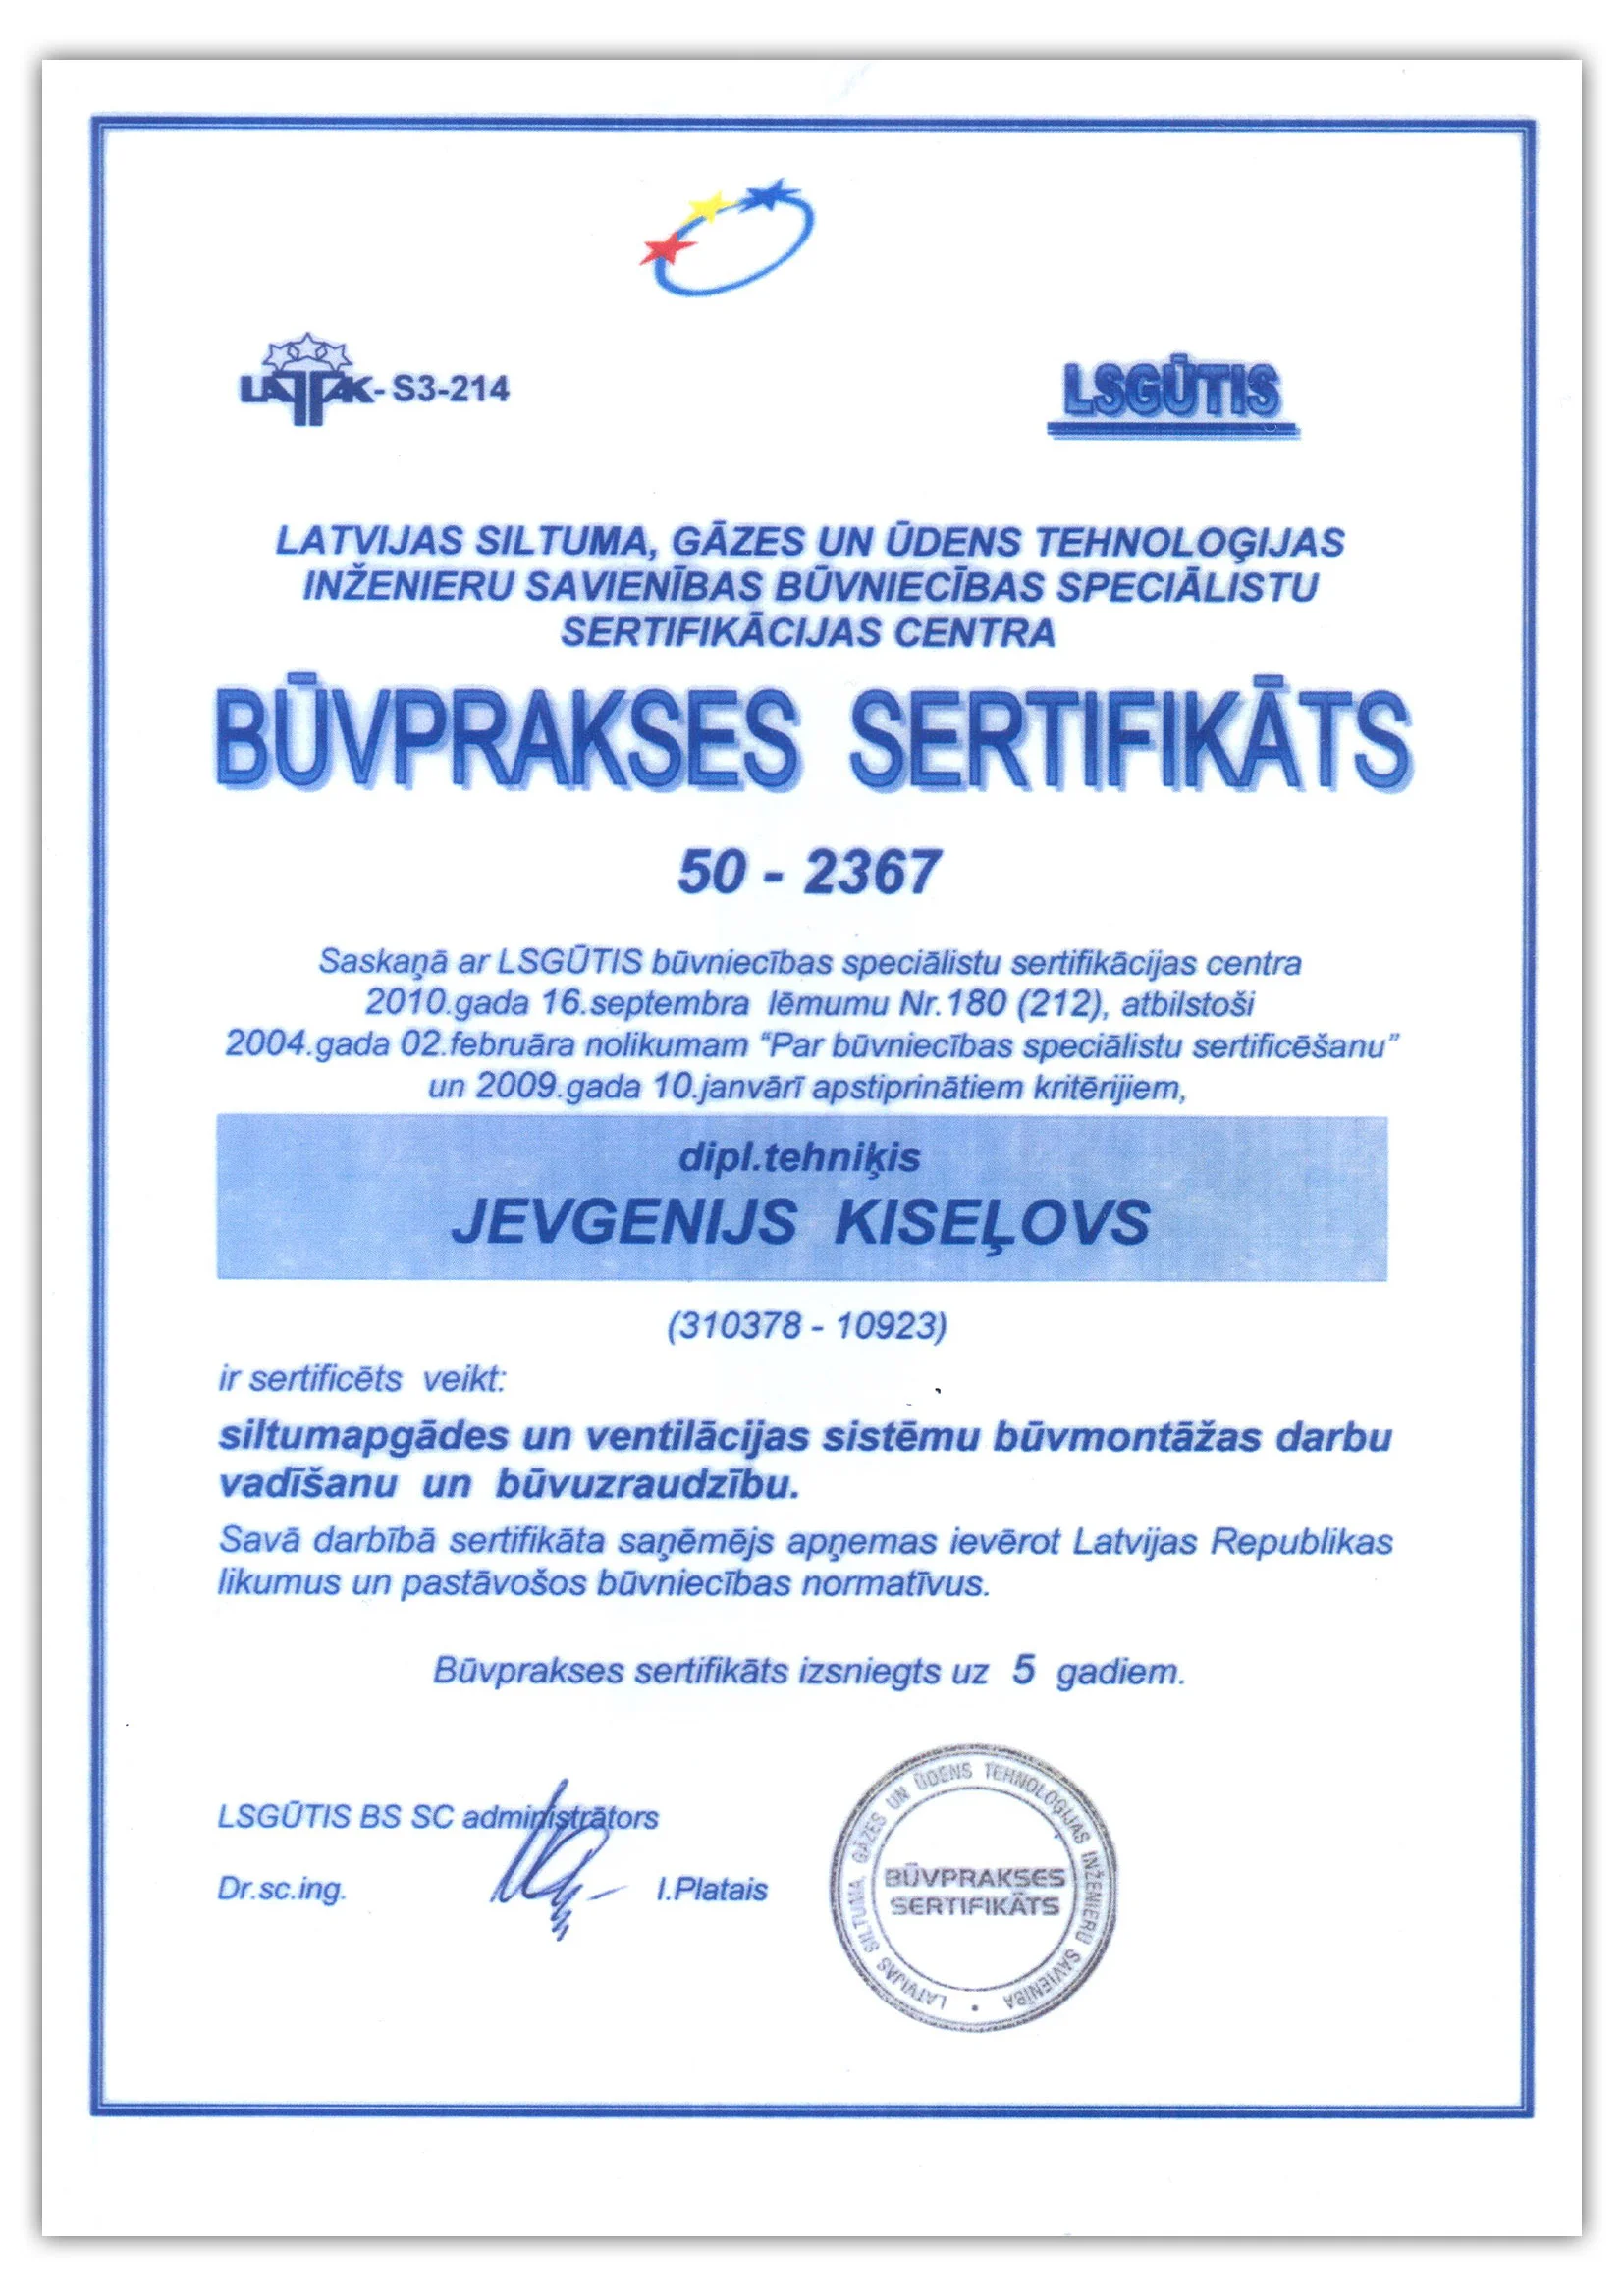 LATAK - S3-214
LSGŪTIS
LATVIJAS SILTUMA, GĀZES UN ŪDENS TEHNOLOĢIJAS
INŽENIERU SAVIENĪBAS BŪVNIECĪBAS SPECIĀLISTU
SERTIFIKĀCIJAS CENTRA
BŪVPRAKSES SERTIFIKĀTS
50 - 2367
Saskaņā ar LSGŪTIS būvniecības speciālistu sertifikācijas centra
2010.gada 16.septembra lēmumu Nr.180 (212), atbilstoši
2004.gada 02.februāra nolikumam “Par būvniecības speciālistu sertificēšanu”
un 2009.gada 10.janvārī apstiprinātiem kritērijiem,
dipl.tehniķis
JEVGENIJS KISEĻOVS
(310378 - 10923)
ir sertificēts veikt:
siltumapgādes un ventilācijas sistēmu būvmontāžas darbu
vadīšanu un būvuzraudzību.
Savā darbībā sertifikāta saņēmējs apņemas ievērot Latvijas Republikas
likumus un pastāvošos būvniecības normatīvus.
Būvprakses sertifikāts izsniegts uz 5 gadiem.
LSGŪTIS BS SC administrātors
Dr.sc.ing. I.Platais
LATVIJAS SILTUMA GĀZES UN ŪDENS TEHNOLOĢIJAS INŽENIERU SAVIENĪBA
BŪVPRAKSES
SERTIFIKĀTS